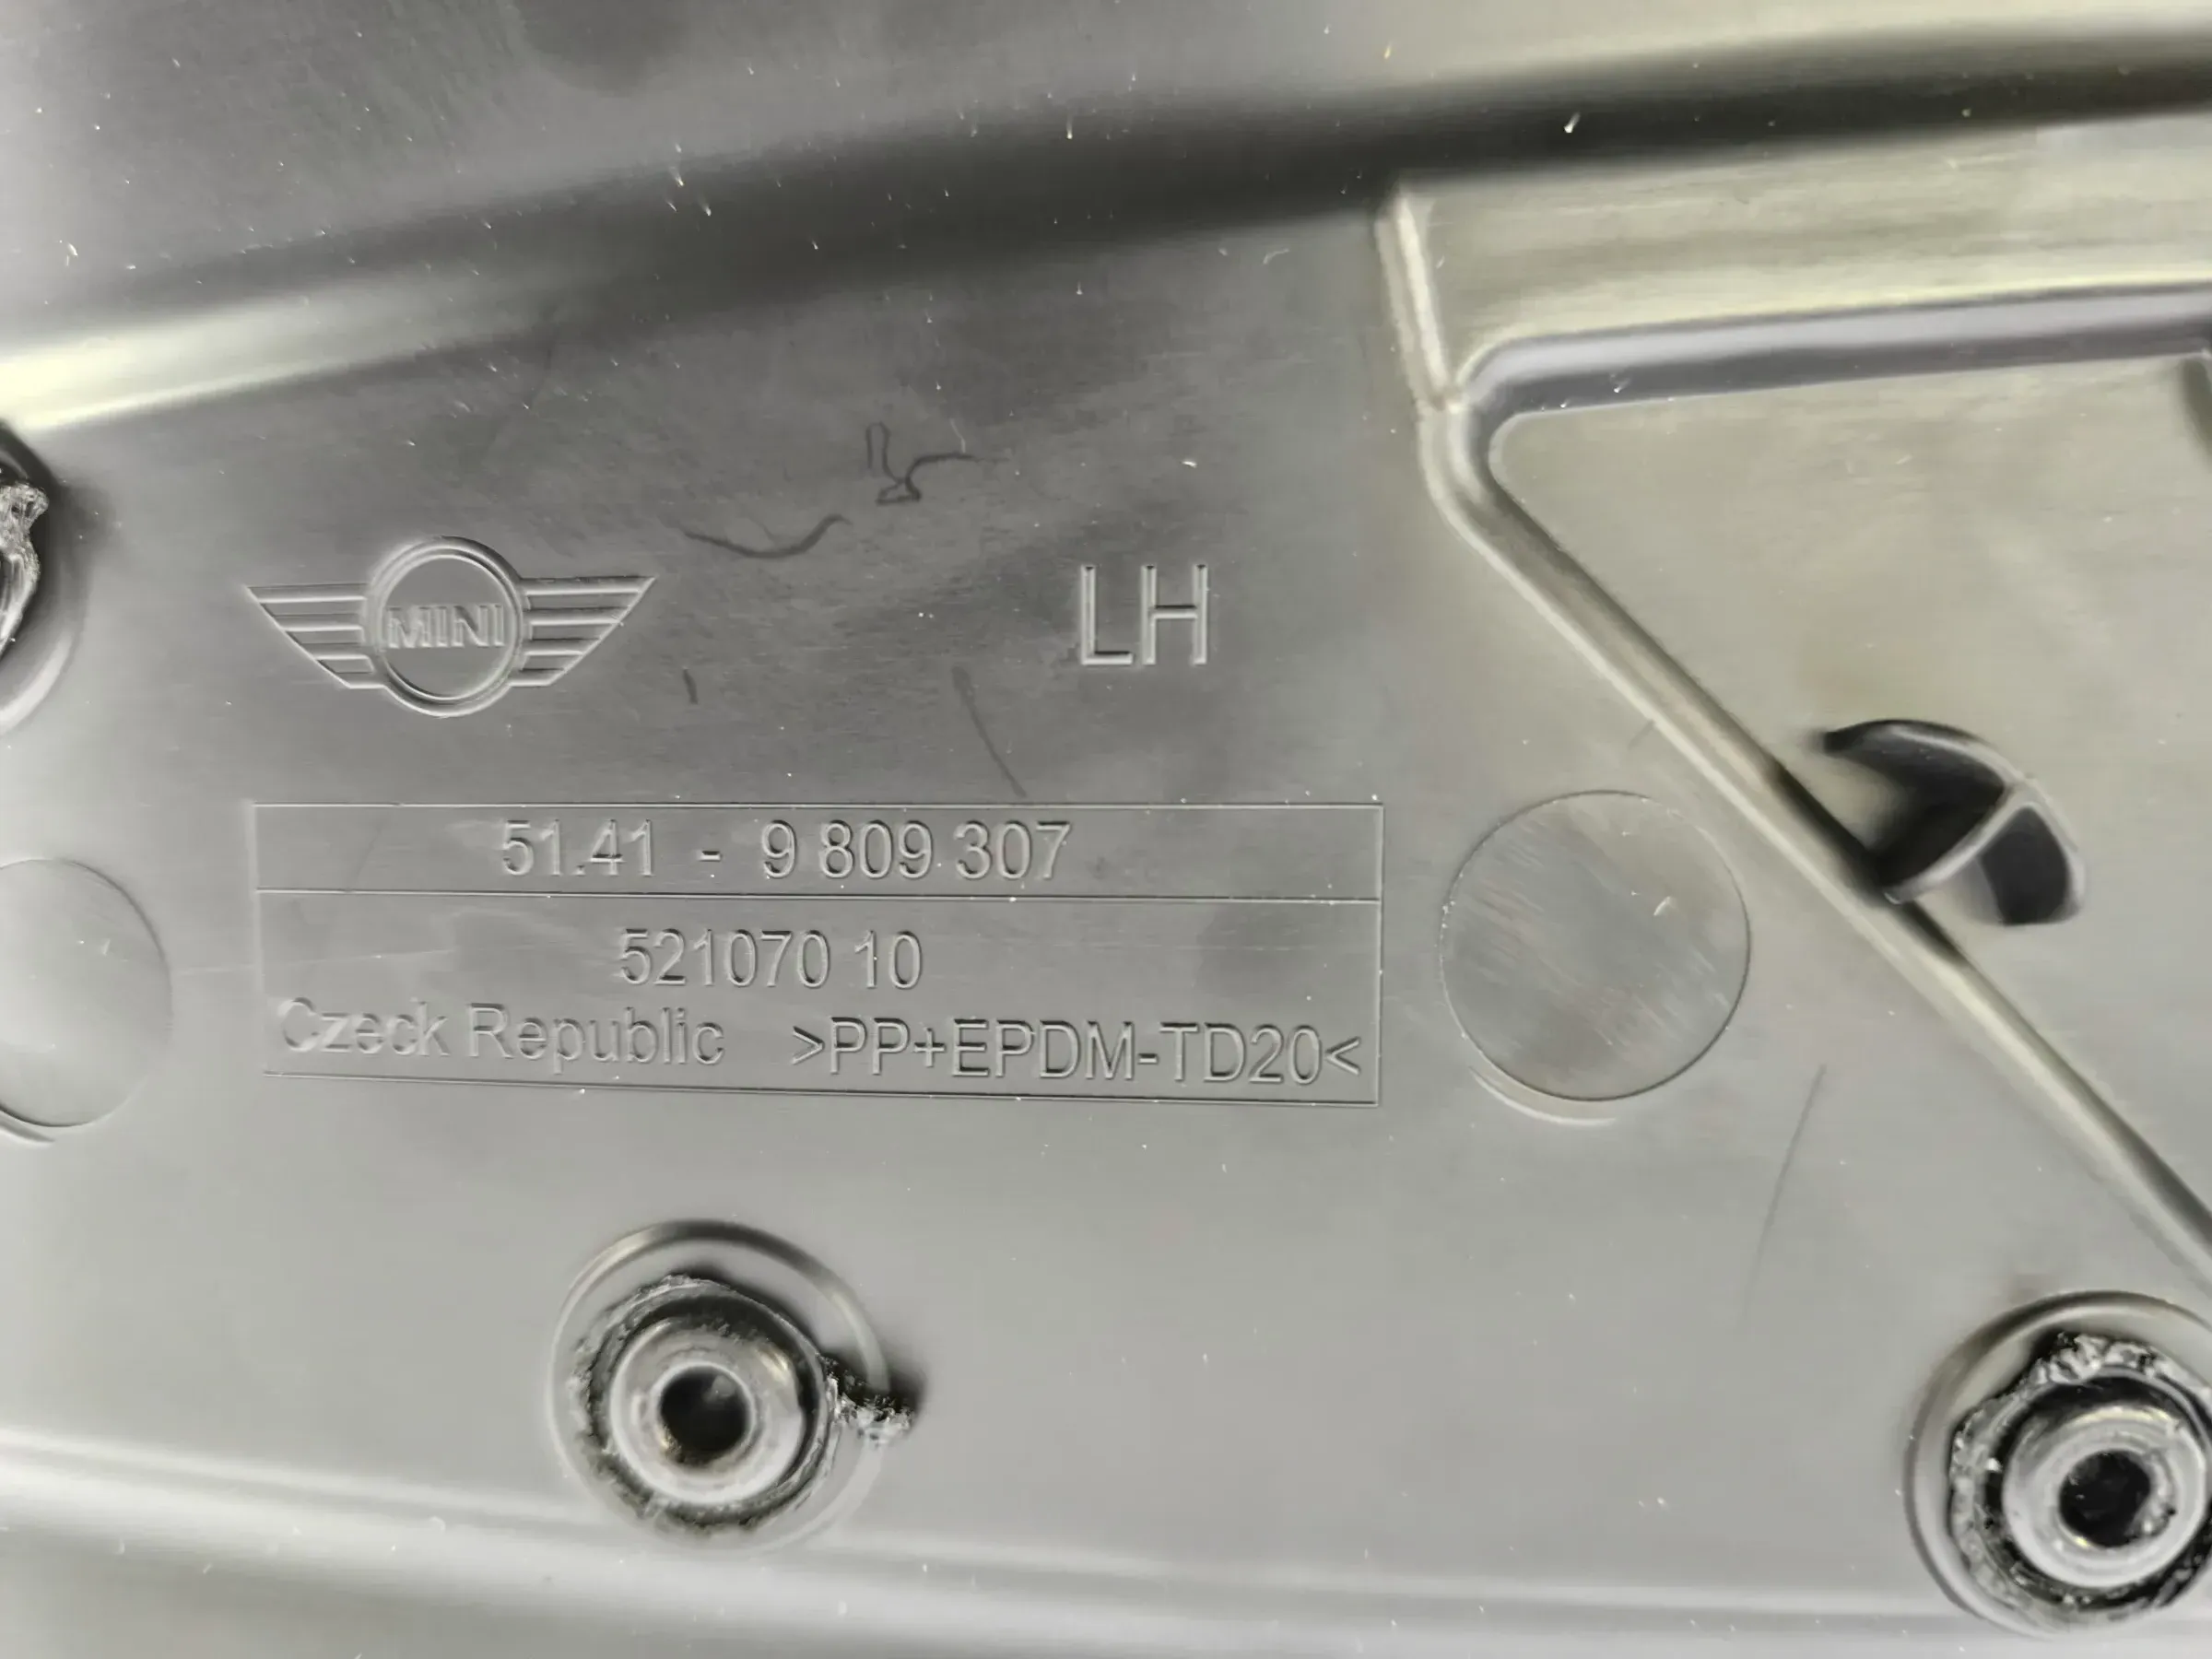 MINI
LH
51.41 - 9 809 307
521070 10
Czeck Republic >PP+EPDM-TD20<